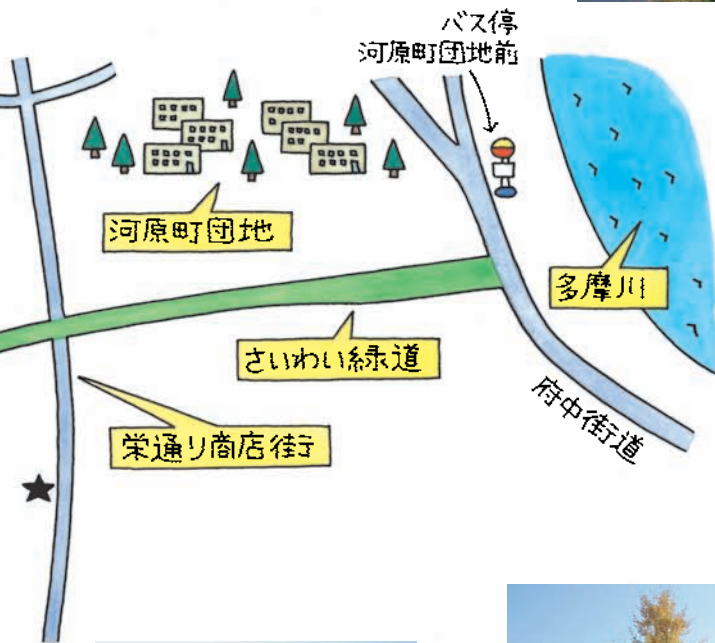 バス停
河原町団地前
河原町団地
多摩川
さいわい緑道
府中街道
栄通り商店街